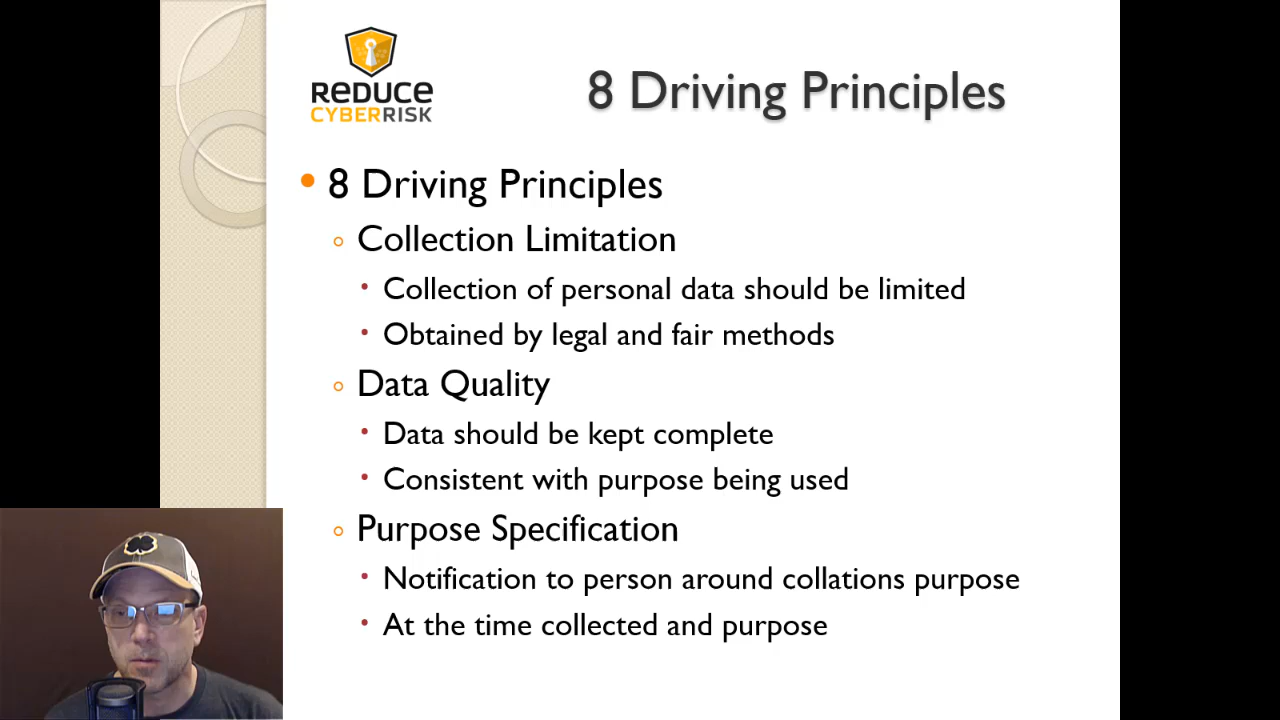 REDUCE
CYBERRISK
8 Driving Principles
8 Driving Principles
Collection Limitation
Collection of personal data should be limited
Obtained by legal and fair methods
Data Quality
Data should be kept complete
Consistent with purpose being used
Purpose Specification
Notification to person around collations purpose
At the time collected and purpose